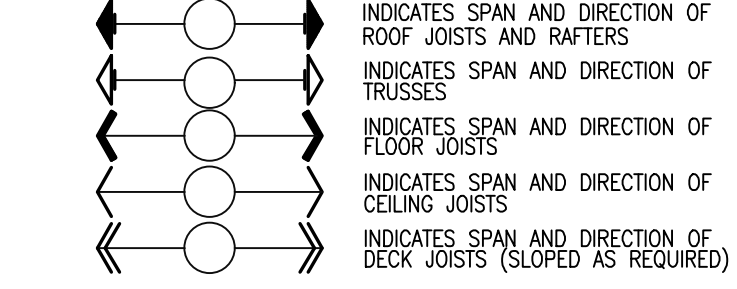 INDICATES SPAN AND DIRECTION OF
ROOF JOISTS AND RAFTERS
INDICATES SPAN AND DIRECTION OF
TRUSSES
INDICATES SPAN AND DIRECTION OF
FLOOR JOISTS
INDICATES SPAN AND DIRECTION OF
CEILING JOISTS
INDICATES SPAN AND DIRECTION OF
DECK JOISTS (SLOPED AS REQUIRED)